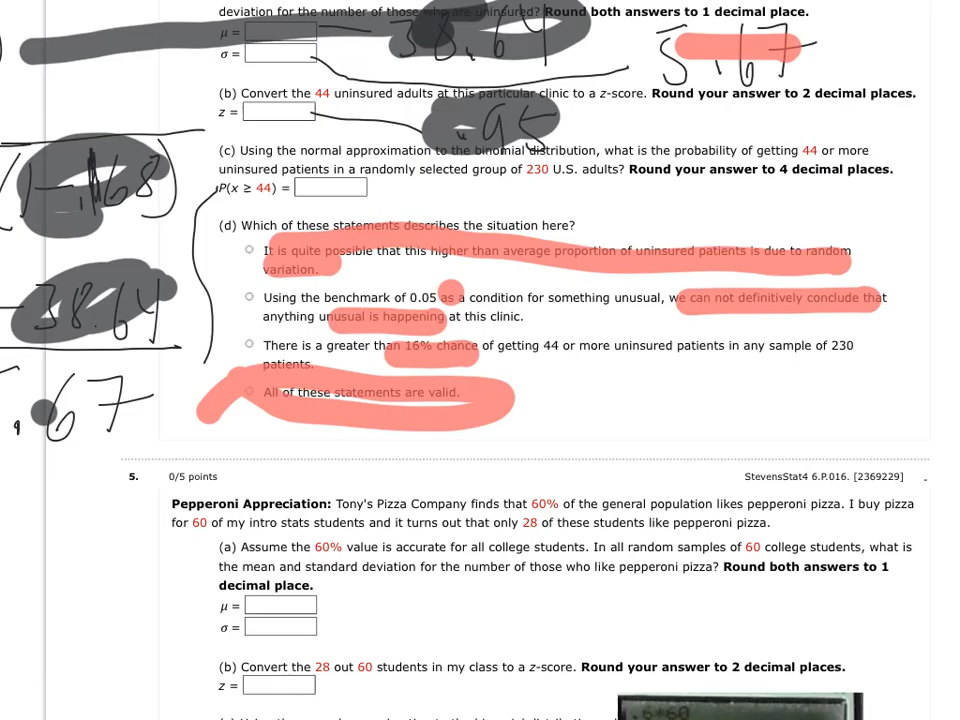 deviation for the number of those who are uninsured? Round both answers to 1 decimal place.
μ =
38.64
5.67
σ =
(b) Convert the 44 uninsured adults at this particular clinic to a z-score. Round your answer to 2 decimal places.
z =
.95
(c) Using the normal approximation to the binomial distribution, what is the probability of getting 44 or more
uninsured patients in a randomly selected group of 230 U.S. adults? Round your answer to 4 decimal places.
(1-.168)
P(x ≥ 44) =
(d) Which of these statements describes the situation here?
It is quite possible that this higher than average proportion of uninsured patients is due to random
variation.
-38.64
Using the benchmark of 0.05 as a condition for something unusual, we can not definitively conclude that
anything unusual is happening at this clinic.
There is a greater than 16% chance of getting 44 or more uninsured patients in any sample of 230
patients.
.67
All of these statements are valid.
5. 0/5 points StevensStat4 6.P.016. [2369229] -
Pepperoni Appreciation: Tony's Pizza Company finds that 60% of the general population likes pepperoni pizza. I buy pizza
for 60 of my intro stats students and it turns out that only 28 of these students like pepperoni pizza.
(a) Assume the 60% value is accurate for all college students. In all random samples of 60 college students, what is
the mean and standard deviation for the number of those who like pepperoni pizza? Round both answers to 1
decimal place.
μ =
σ =
(b) Convert the 28 out 60 students in my class to a z-score. Round your answer to 2 decimal places.
z =
.6*60